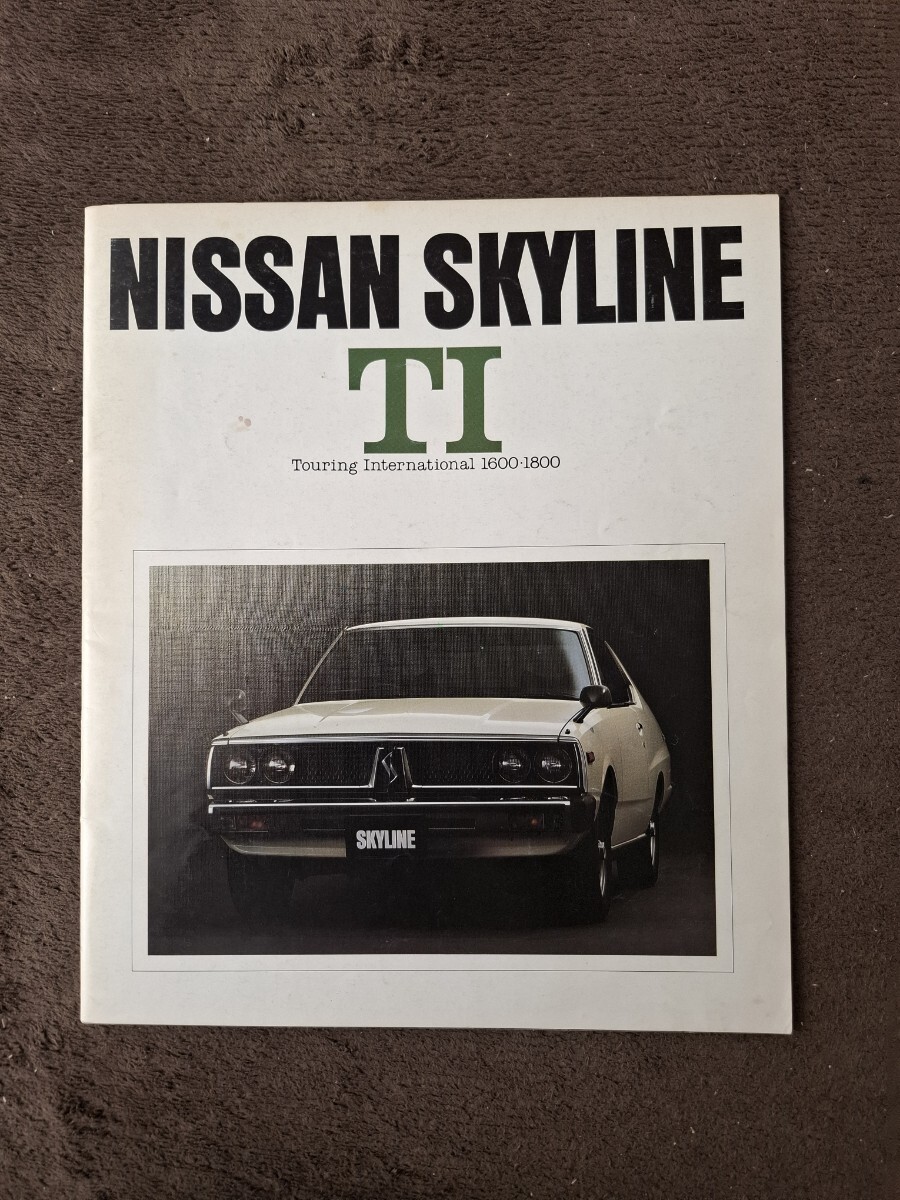 NISSAN SKYLINE
TI
Touring International 1600·1800
SKYLINE